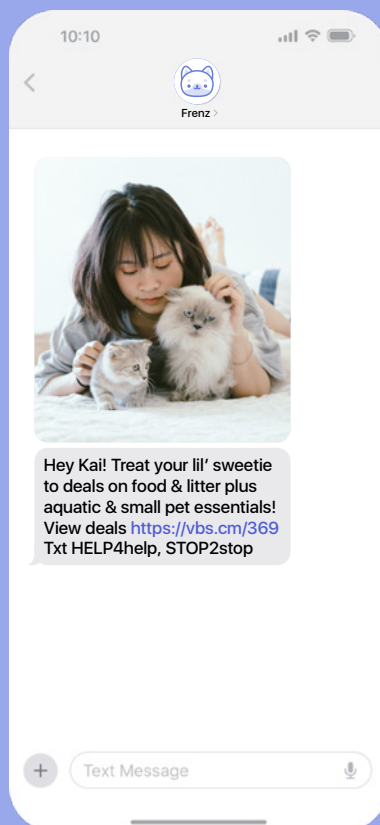 10:10
Frenz
Hey Kai! Treat your lil’ sweetie
to deals on food & litter plus
aquatic & small pet essentials!
View deals https://vbs.cm/369
Txt HELP4help, STOP2stop
Text Message